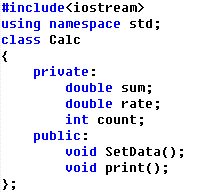 #include<iostream>
using namespace std;
class Calc
{
    private:
        double sum;
        double rate;
        int count;
    public:
        void SetData();
        void print();
};